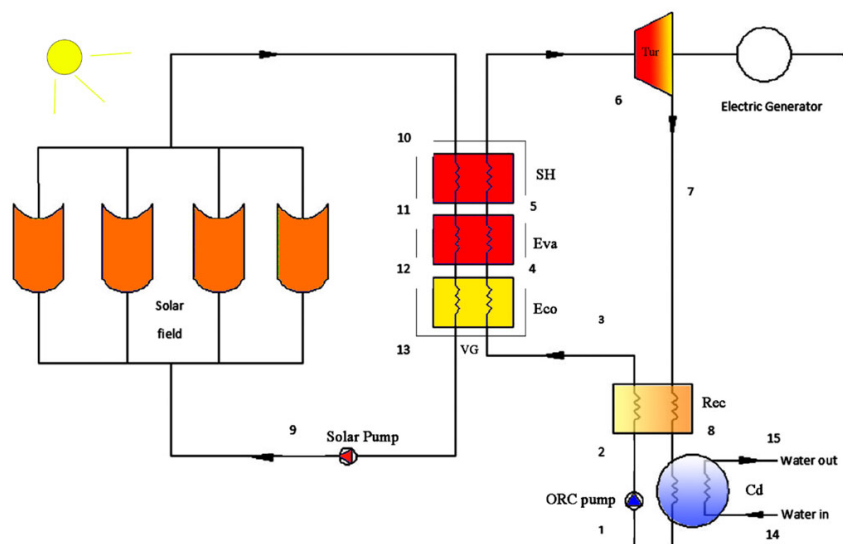 Tur
6
Electric Generator
10
SH
7
11
5
Eva
12
4
Solar
field
Eco
3
13
VG
Rec
9
Solar Pump
2
8
15
Water out
ORC pump
Cd
Water in
1
14